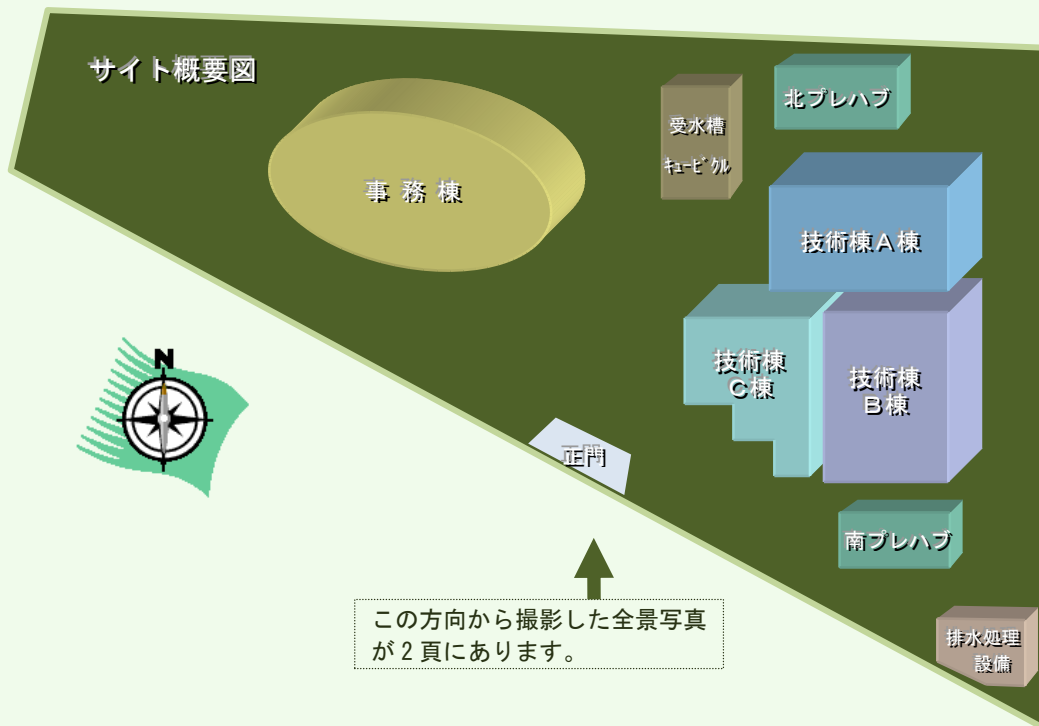 サイト概要図
北プレハブ
受水槽
ｷｭｰﾋﾞｸﾙ
事務棟
技術棟A棟
技術棟
C棟
技術棟
B棟
N
正門
南プレハブ
この方向から撮影した全景写真
が2頁にあります。
排水処理
設備